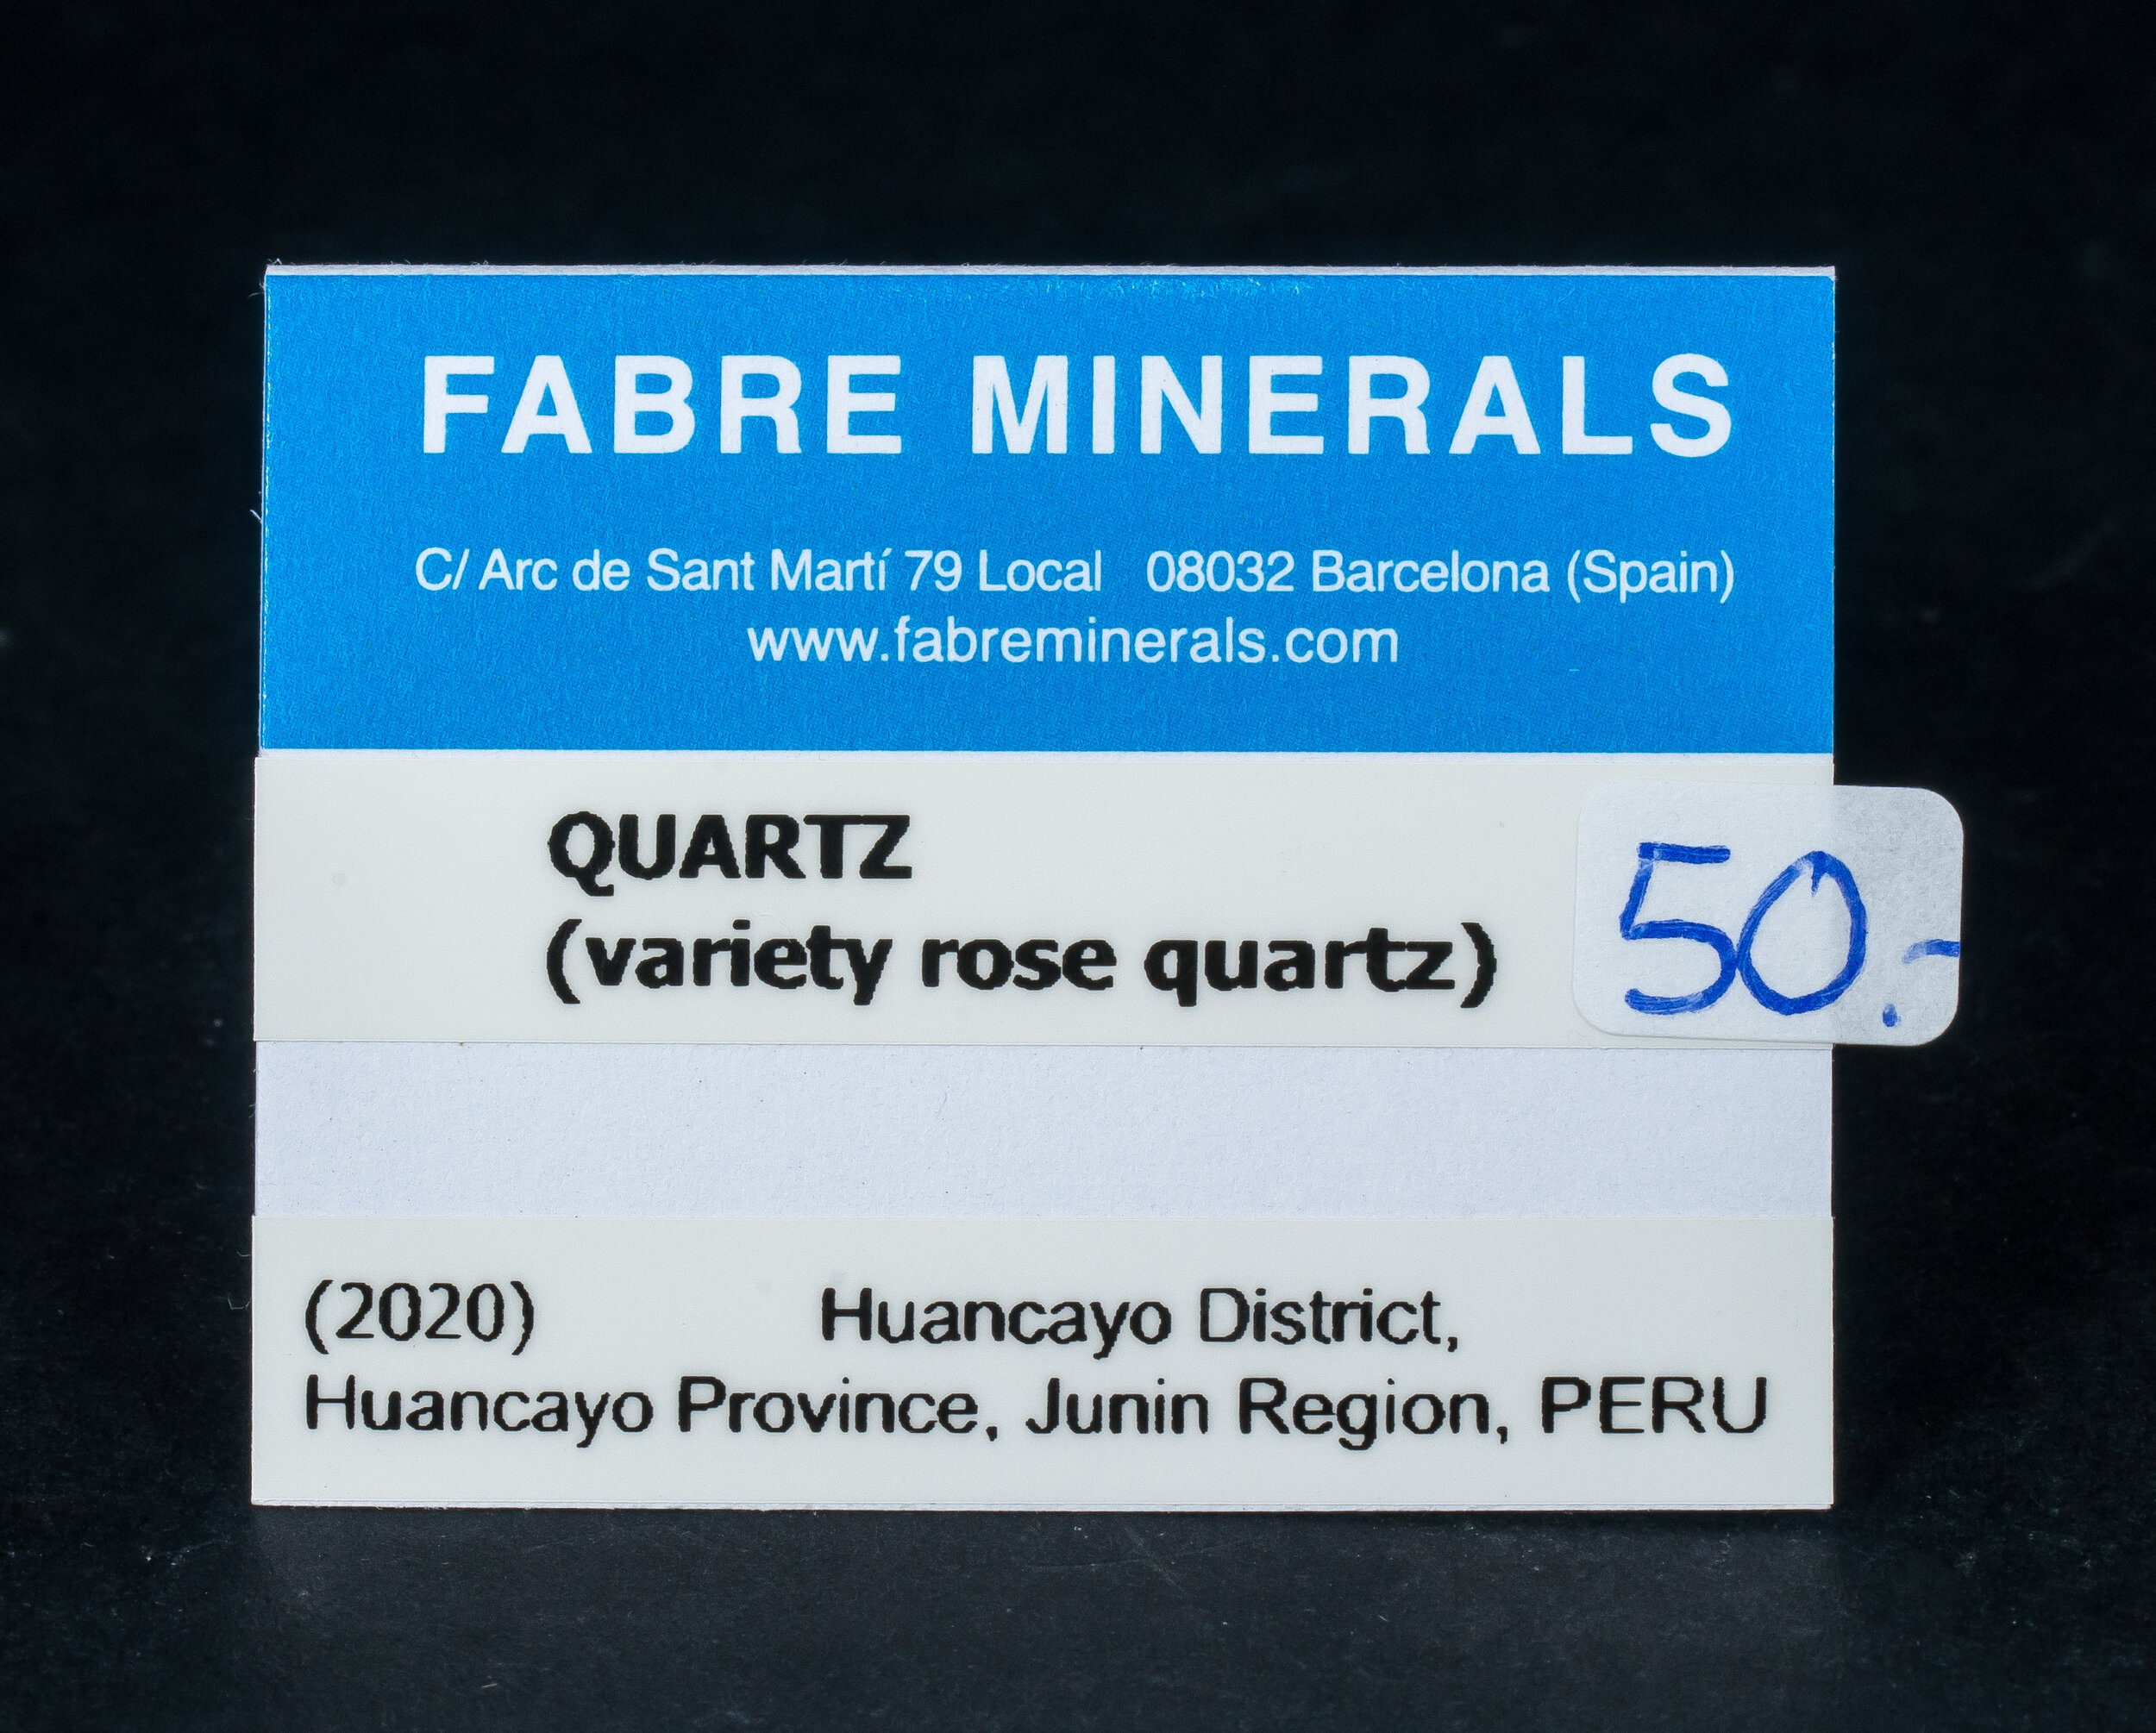 FABRE MINERALS
C/ Arc de Sant Martí 79 Local 08032 Barcelona (Spain)
www.fabreminerals.com
QUARTZ
(variety rose quartz)
50.-
(2020) Huancayo District,
Huancayo Province, Junin Region, PERU